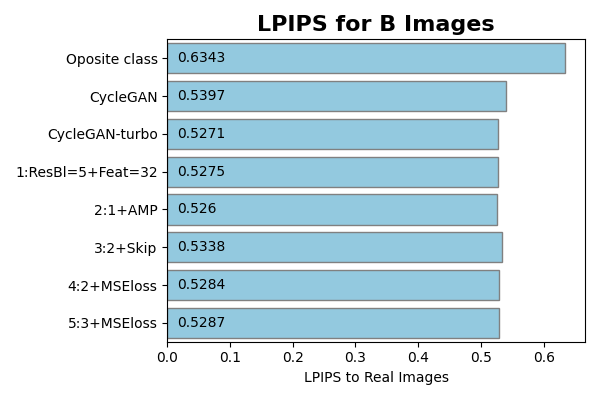 LPIPS for B Images
Oposite class 0.6343
CycleGAN 0.5397
CycleGAN-turbo 0.5271
1:ResBl=5+Feat=32 0.5275
2:1+AMP 0.526
3:2+Skip 0.5338
4:2+MSEloss 0.5284
5:3+MSEloss 0.5287
0.0 0.1 0.2 0.3 0.4 0.5 0.6
LPIPS to Real Images